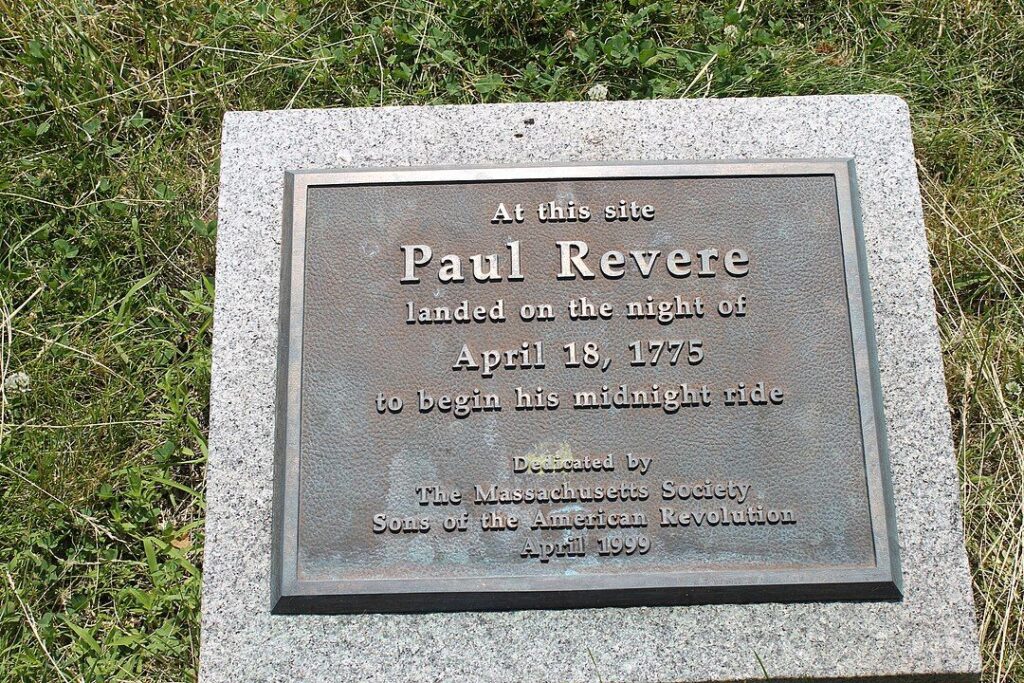 At this site
Paul Revere
landed on the night of
April 18, 1775
to begin his midnight ride
Dedicated by
The Massachusetts Society
Sons of the American Revolution
April 1999